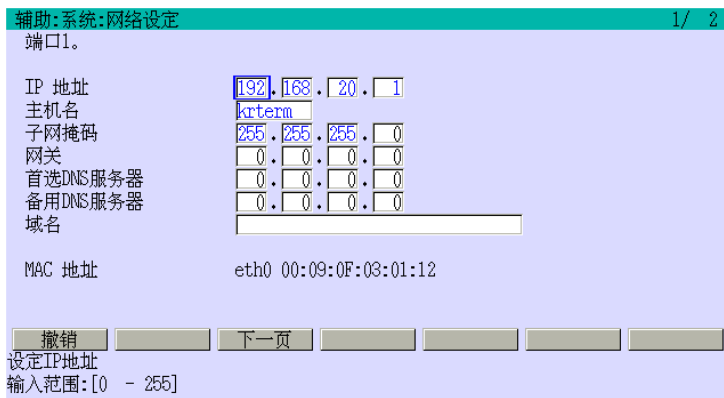 辅助:系统:网络设定 1/ 2
端口1。
IP 地址 192.168.20.1
主机名 krterm
子网掩码 255.255.255.0
网关 0.0.0.0
首选DNS服务器 0.0.0.0
备用DNS服务器 0.0.0.0
域名
MAC 地址 eth0 00:09:0F:03:01:12
撤销 下一页
设定IP地址
输入范围:[0 - 255]